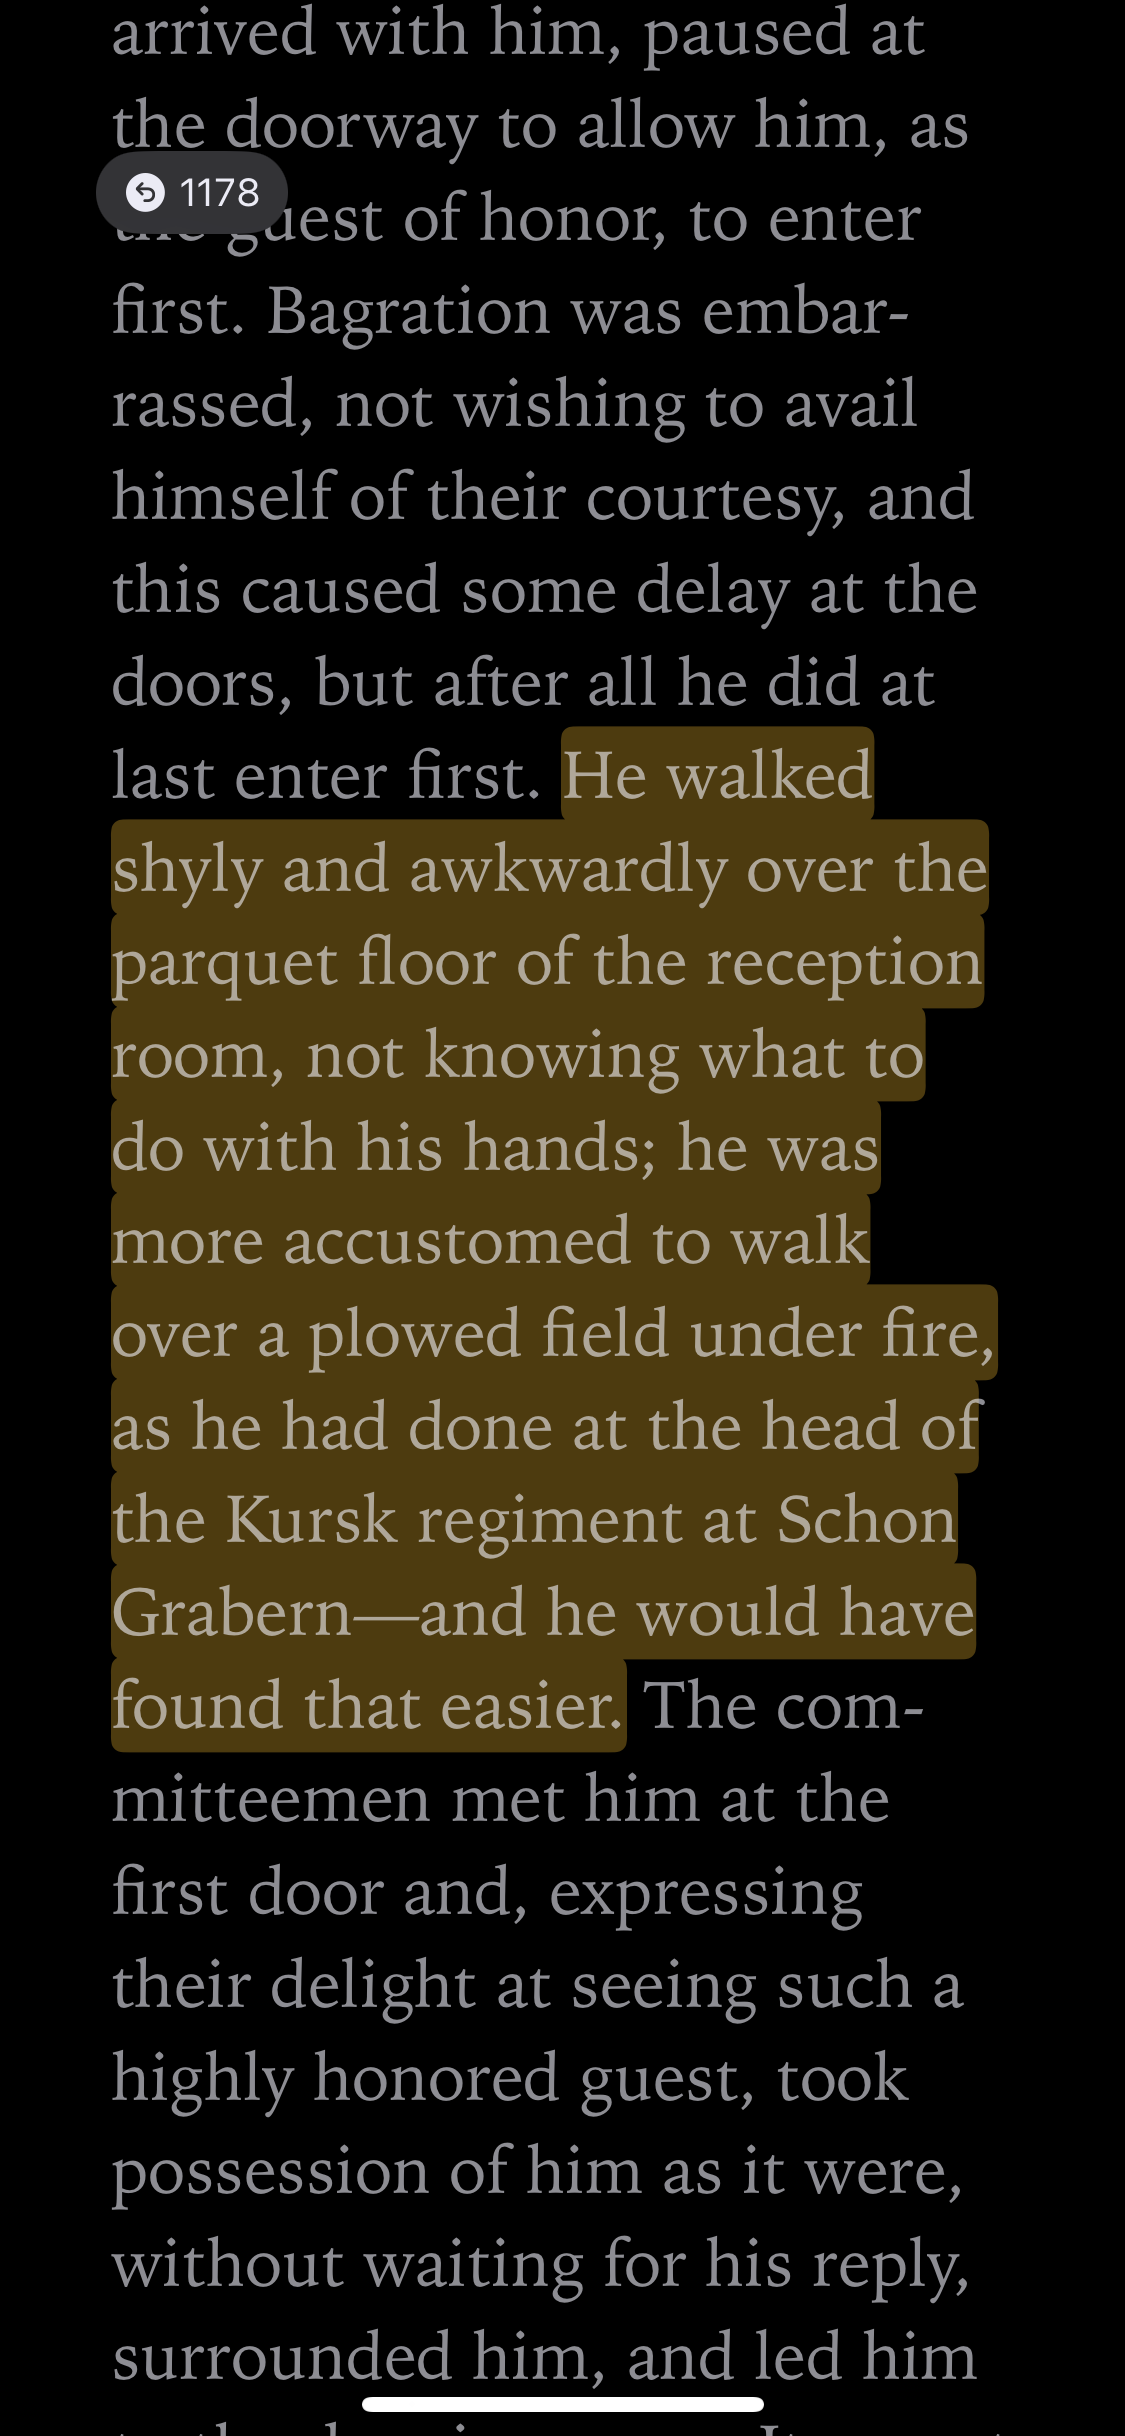 arrived with him, paused at
the doorway to allow him, as
1178
guest of honor, to enter
first. Bagration was embar-
rassed, not wishing to avail
himself of their courtesy, and
this caused some delay at the
doors, but after all he did at
last enter first. He walked
shyly and awkwardly over the
parquet floor of the reception
room, not knowing what to
do with his hands; he was
more accustomed to walk
over a plowed field under fire,
as he had done at the head of
the Kursk regiment at Schon
Grabern—and he would have
found that easier. The com-
mitteemen met him at the
first door and, expressing
their delight at seeing such a
highly honored guest, took
possession of him as it were,
without waiting for his reply,
surrounded him, and led him